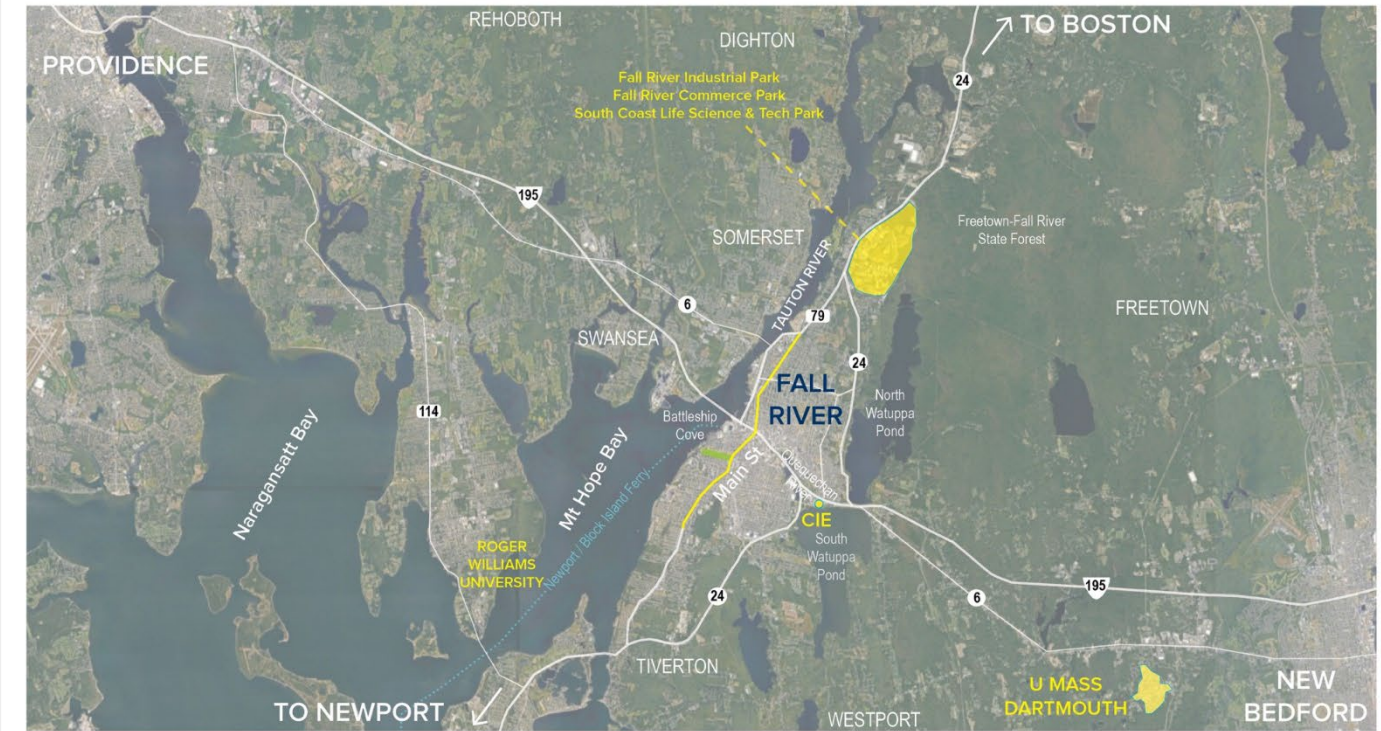 REHOBOTH
TO BOSTON
DIGHTON
PROVIDENCE
24
Fall River Industrial Park
Fall River Commerce Park
South Coast Life Science & Tech Park
195
Freetown-Fall River
State Forest
SOMERSET
TAUTON RIVER
6
79
FREETOWN
SWANSEA
24
FALL
RIVER
North
Watuppa
Pond
114
Battleship
Cove
Naragansatt Bay
Mt Hope Bay
Main St
Quequechan
River
CIE
South
Watuppa
Pond
Newport / Block Island Ferry
ROGER
WILLIAMS
UNIVERSITY
24
6
195
TIVERTON
U MASS
DARTMOUTH
NEW
BEDFORD
TO NEWPORT
WESTPORT